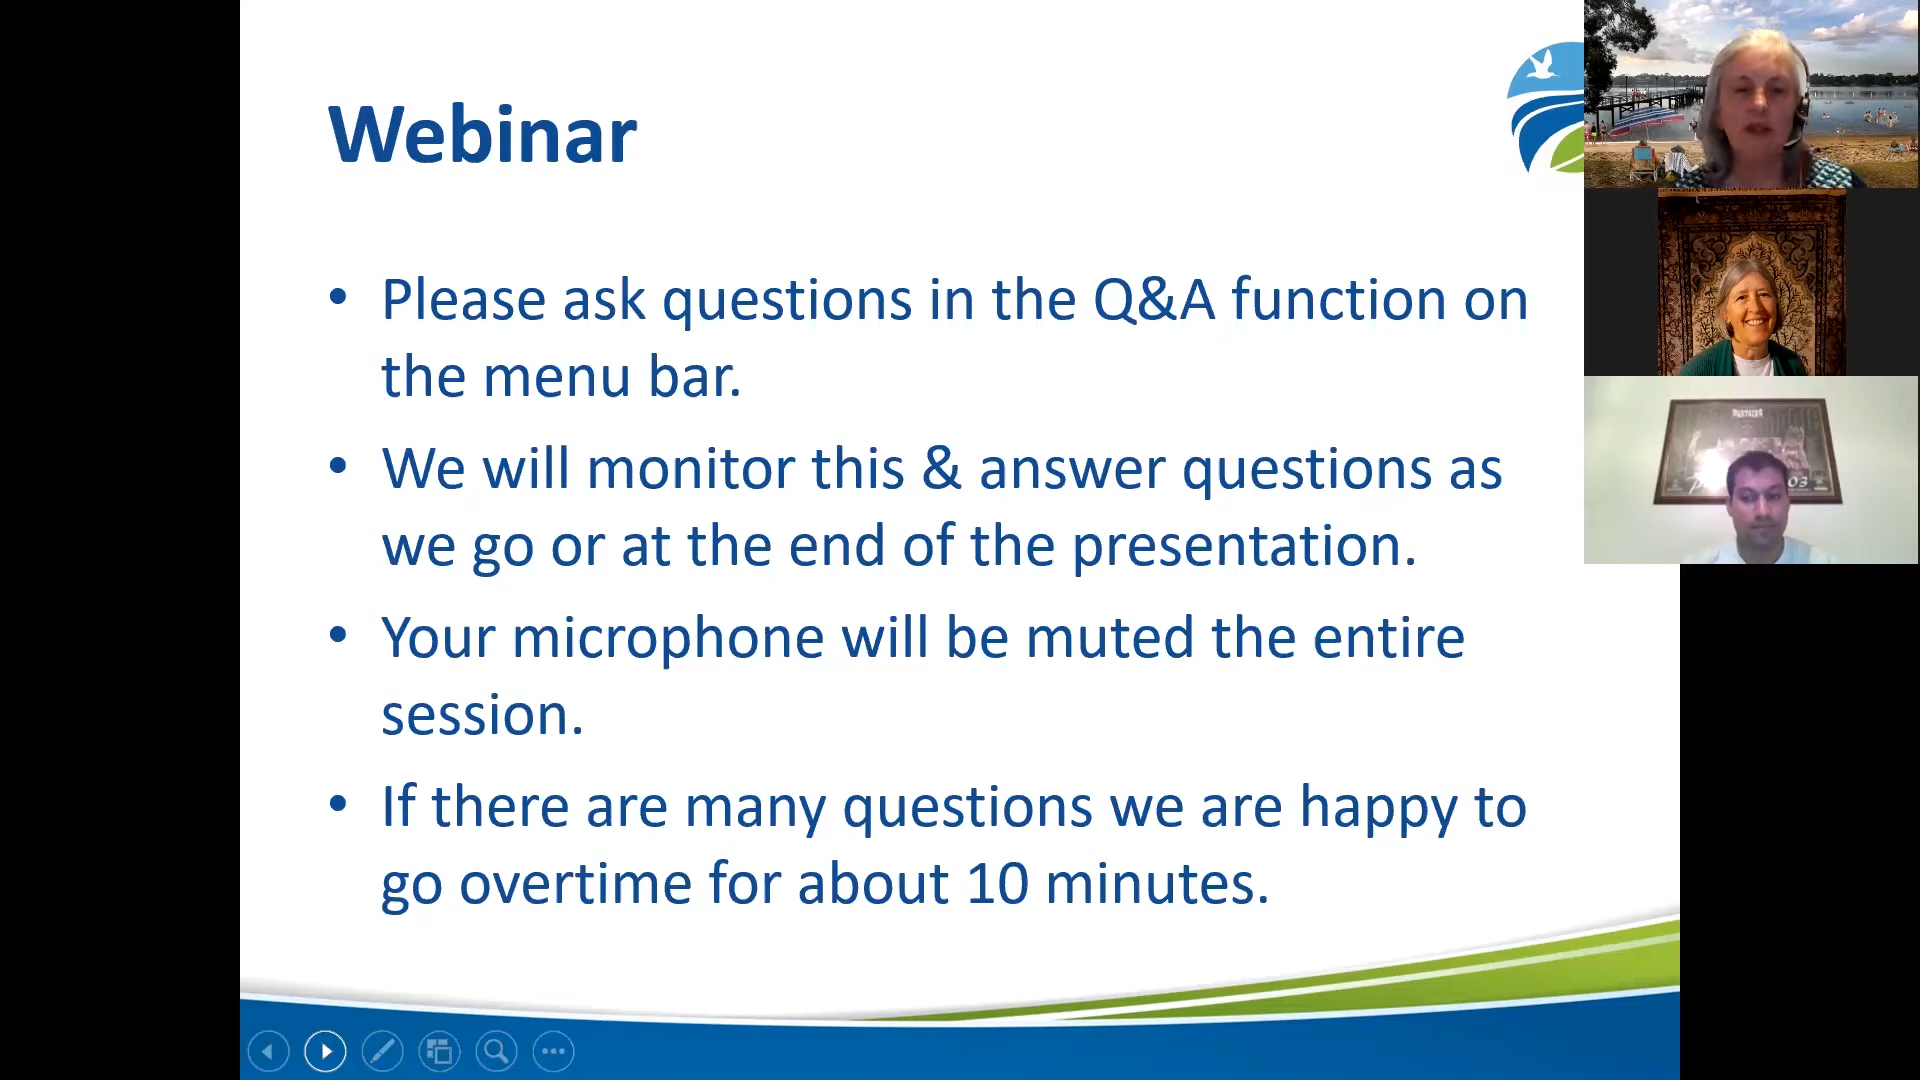 Webinar
• Please ask questions in the Q&A function on
the menu bar.
• We will monitor this & answer questions as
we go or at the end of the presentation.
• Your microphone will be muted the entire
session.
• If there are many questions we are happy to
go overtime for about 10 minutes.